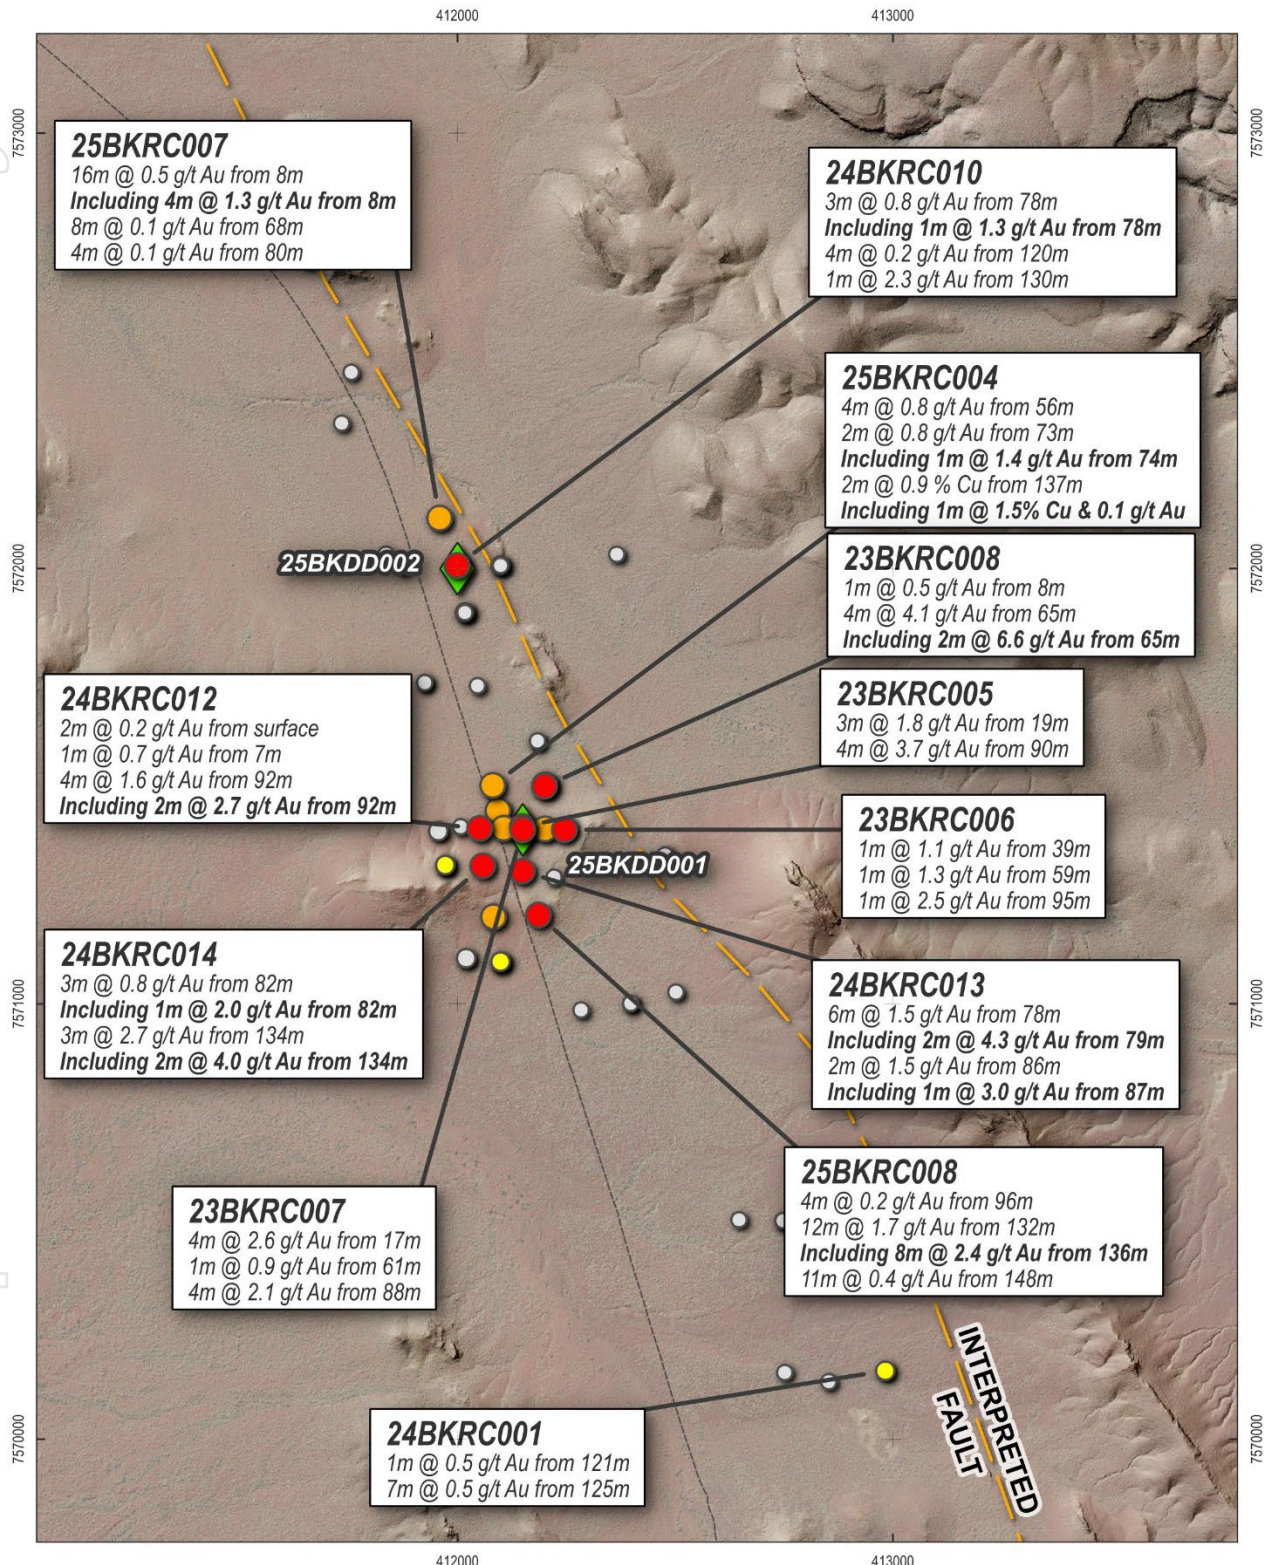 412000
413000
7573000
7573000
25BKRC007
16m @ 0.5 g/t Au from 8m
Including 4m @ 1.3 g/t Au from 8m
8m @ 0.1 g/t Au from 68m
4m @ 0.1 g/t Au from 80m
24BKRC010
3m @ 0.8 g/t Au from 78m
Including 1m @ 1.3 g/t Au from 78m
4m @ 0.2 g/t Au from 120m
1m @ 2.3 g/t Au from 130m
25BKRC004
4m @ 0.8 g/t Au from 56m
2m @ 0.8 g/t Au from 73m
Including 1m @ 1.4 g/t Au from 74m
2m @ 0.9 % Cu from 137m
Including 1m @ 1.5% Cu & 0.1 g/t Au
7572000
25BKDD002
7572000
23BKRC008
1m @ 0.5 g/t Au from 8m
4m @ 4.1 g/t Au from 65m
Including 2m @ 6.6 g/t Au from 65m
24BKRC012
2m @ 0.2 g/t Au from surface
1m @ 0.7 g/t Au from 7m
4m @ 1.6 g/t Au from 92m
Including 2m @ 2.7 g/t Au from 92m
23BKRC005
3m @ 1.8 g/t Au from 19m
4m @ 3.7 g/t Au from 90m
23BKRC006
1m @ 1.1 g/t Au from 39m
1m @ 1.3 g/t Au from 59m
1m @ 2.5 g/t Au from 95m
25BKDD001
24BKRC014
3m @ 0.8 g/t Au from 82m
Including 1m @ 2.0 g/t Au from 82m
3m @ 2.7 g/t Au from 134m
Including 2m @ 4.0 g/t Au from 134m
7571000
7571000
24BKRC013
6m @ 1.5 g/t Au from 78m
Including 2m @ 4.3 g/t Au from 79m
2m @ 1.5 g/t Au from 86m
Including 1m @ 3.0 g/t Au from 87m
23BKRC007
4m @ 2.6 g/t Au from 17m
1m @ 0.9 g/t Au from 61m
4m @ 2.1 g/t Au from 88m
25BKRC008
4m @ 0.2 g/t Au from 96m
12m @ 1.7 g/t Au from 132m
Including 8m @ 2.4 g/t Au from 136m
11m @ 0.4 g/t Au from 148m
24BKRC001
1m @ 0.5 g/t Au from 121m
7m @ 0.5 g/t Au from 125m
INTERPRETED
FAULT
7570000
7570000
412000
413000